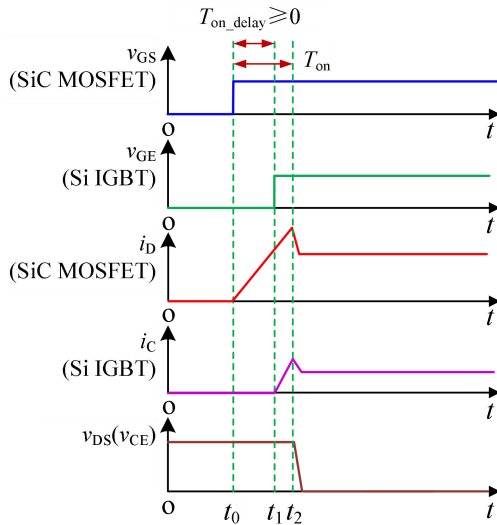 T_on_delay≥0
v_GS
(SiC MOSFET)
T_on
o
t
v_GE
(Si IGBT)
o
t
i_D
(SiC MOSFET)
o
t
i_C
(Si IGBT)
o
t
v_DS(v_CE)
o
t_0
t_1
t_2
t